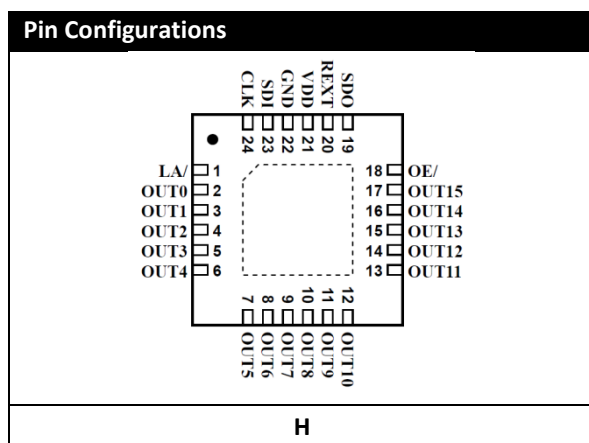 Pin Configurations
CLK
SDI
GND
VDD
REXT
SDO
24
23
22
21
20
19
LA/ 1
OUT0 2
OUT1 3
OUT2 4
OUT3 5
OUT4 6
18 OE/
17 OUT15
16 OUT14
15 OUT13
14 OUT12
13 OUT11
7
8
9
10
11
12
OUT5
OUT6
OUT7
OUT8
OUT9
OUT10
H